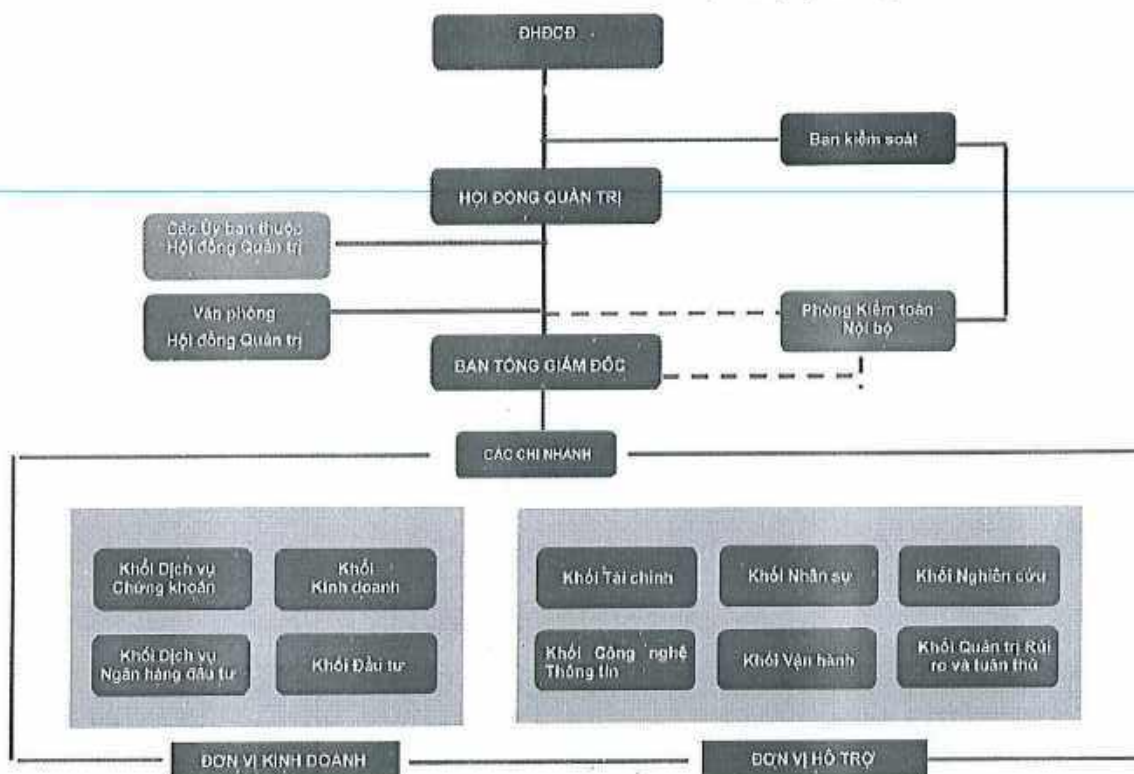 ĐHĐCĐ
Ban kiểm soát
HỘI ĐỒNG QUẢN TRỊ
Các Ủy ban thuộc
Hội đồng Quản trị
Văn phòng
Hội đồng Quản trị
Phòng Kiểm toán
Nội bộ
BAN TỔNG GIÁM ĐỐC
CÁC CHI NHÁNH
Khối Dịch vụ
Chứng khoán
Khối
Kinh doanh
Khối Dịch vụ
Ngân hàng đầu tư
Khối Đầu tư
Khối Tài chính
Khối Nhân sự
Khối Nghiên cứu
Khối Công nghệ
Thông tin
Khối Vận hành
Khối Quản trị Rủi
ro và tuân thủ
ĐƠN VỊ KINH DOANH
ĐƠN VỊ HỖ TRỢ